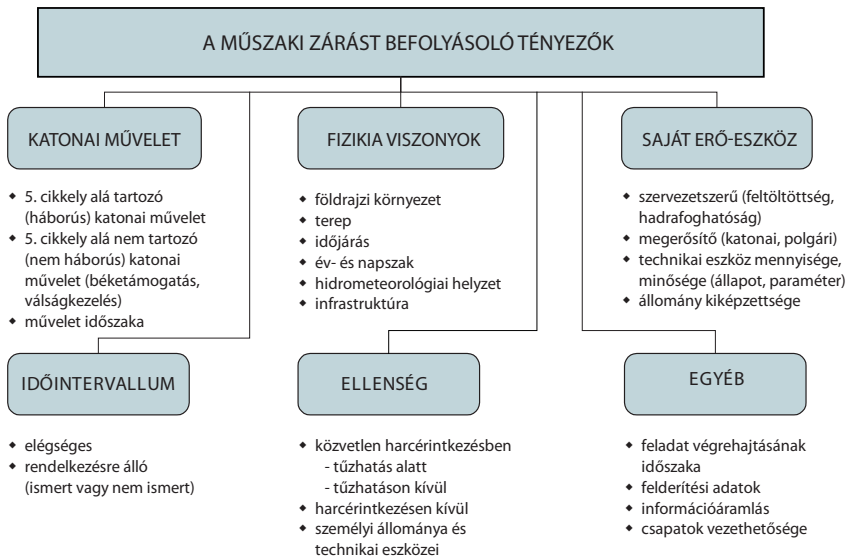 A MŰSZAKI ZÁRÁST BEFOLYÁSOLÓ TÉNYEZŐK
KATONAI MŰVELET
◆ 5. cikkely alá tartozó
(háborús) katonai művelet
◆ 5. cikkely alá nem tartozó
(nem háborús) katonai
művelet (béketámogatás,
válságkezelés)
◆ művelet időszaka
FIZIKIA VISZONYOK
◆ földrajzi környezet
◆ terep
◆ időjárás
◆ év- és napszak
◆ hidrometeorológiai helyzet
◆ infrastruktúra
SAJÁT ERŐ-ESZKÖZ
◆ szervezetszerű (feltöltöttség,
hadrafoghatóság)
◆ megerősítő (katonai, polgári)
◆ technikai eszköz mennyisége,
minősége (állapot, paraméter)
◆ állomány kiképzettsége
IDŐINTERVALLUM
◆ elégséges
◆ rendelkezésre álló
(ismert vagy nem ismert)
ELLENSÉG
◆ közvetlen harcérintkezésben
- tűzhatás alatt
- tűzhatáson kívül
◆ harcérintkezésen kívül
◆ személyi állománya és
technikai eszközei
EGYÉB
◆ feladat végrehajtásának
időszaka
◆ felderítési adatok
◆ információáramlás
◆ csapatok vezethetősége